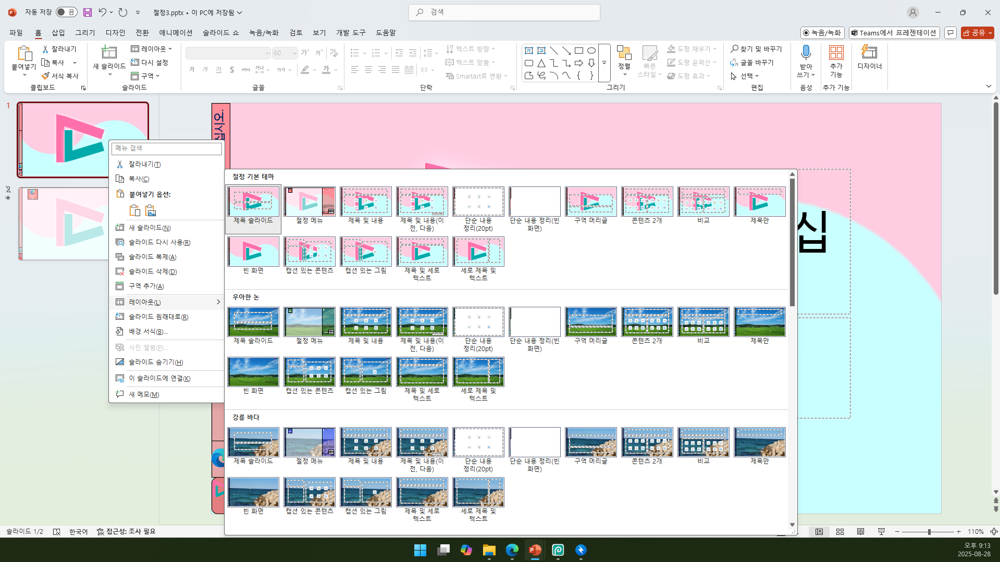 자동 저장 끔 절정3.pptx • 이 PC에 저장됨 검색
파일 홈 삽입 그리기 디자인 전환 애니메이션 슬라이드 쇼 녹음/녹화 검토 보기 개발 도구 도움말 녹음/녹화 Teams에서 프레젠테이션 공유
붙여넣기 잘라내기 복사 서식 복사 클립보드
새 슬라이드 레이아웃 다시 설정 구역 슬라이드
60 가 가 가 가 가 S 가나 가가 가 글꼴
텍스트 방향 텍스트 맞춤 SmartArt로 변환 단락
정렬 빠른 스타일 도형 채우기 도형 윤곽선 도형 효과 그리기
찾기 및 바꾸기 글꼴 바꾸기 선택 편집
받아쓰기 음성
추가 기능 추가 기능
디자이너
1
2
십시오.
십
메뉴 검색
잘라내기(T)
복사(C)
붙여넣기 옵션:
새 슬라이드(N)
슬라이드 다시 사용(R)
슬라이드 복제(A)
슬라이드 삭제(D)
구역 추가(A)
레이아웃(L)
슬라이드 원래대로(R)
배경 서식(B)...
사진 앨범(P)...
슬라이드 숨기기(H)
이 슬라이드에 연결(K)
새 메모(M)
절정 기본 테마
제목 슬라이드 절정 메뉴 제목 및 내용 제목 및 내용(이전, 다음) 단순 내용 정리(20pt) 단순 내용 정리(빈 화면) 구역 머리글 콘텐츠 2개 비교 제목만
빈 화면 캡션 있는 콘텐츠 캡션 있는 그림 제목 및 세로 텍스트 세로 제목 및 텍스트
우아한 논
제목 슬라이드 절정 메뉴 제목 및 내용 제목 및 내용(이전, 다음) 단순 내용 정리(20pt) 단순 내용 정리(빈 화면) 구역 머리글 콘텐츠 2개 비교 제목만
빈 화면 캡션 있는 콘텐츠 캡션 있는 그림 제목 및 세로 텍스트 세로 제목 및 텍스트
강릉 바다
제목 슬라이드 절정 메뉴 제목 및 내용 제목 및 내용(이전, 다음) 단순 내용 정리(20pt) 단순 내용 정리(빈 화면) 구역 머리글 콘텐츠 2개 비교 제목만
빈 화면 캡션 있는 콘텐츠 캡션 있는 그림 제목 및 세로 텍스트 세로 제목 및 텍스트
슬라이드 1/2 한국어 접근성: 조사 필요 110%
오후 9:13
2025-08-28